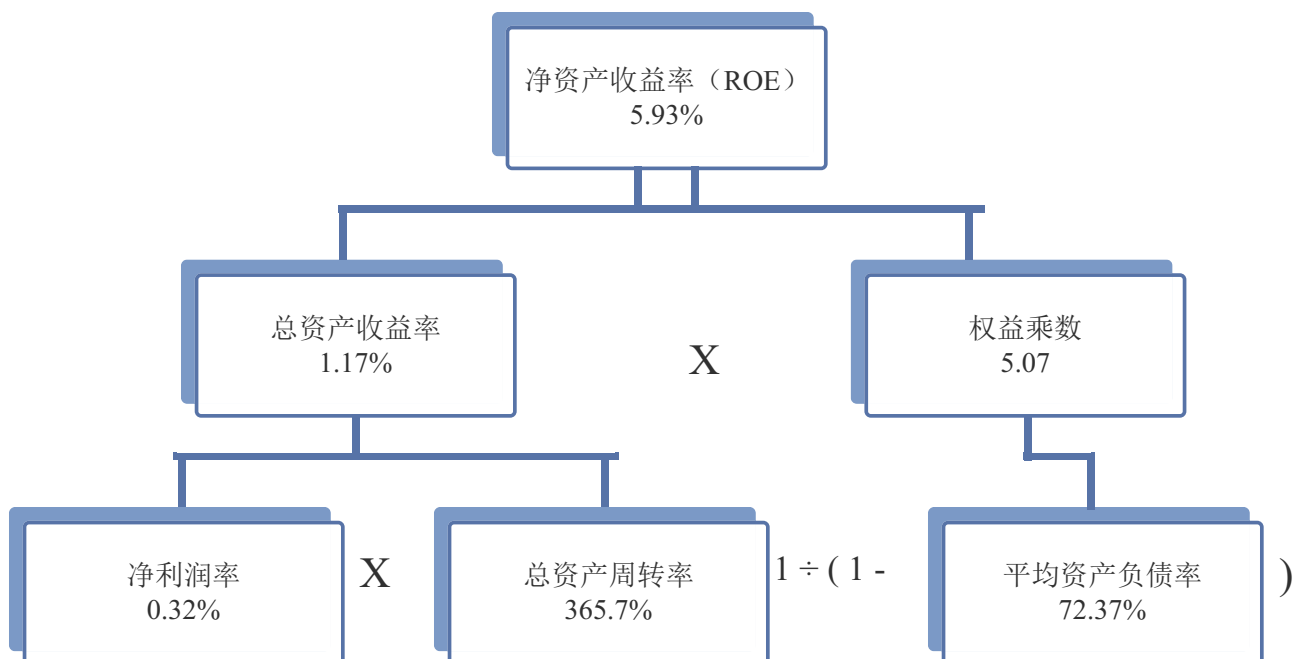 净资产收益率（ROE）
5.93%
总资产收益率
1.17%
X
权益乘数
5.07
净利润率
0.32%
X
总资产周转率
365.7%
1 ÷ ( 1 -
平均资产负债率
72.37%
)